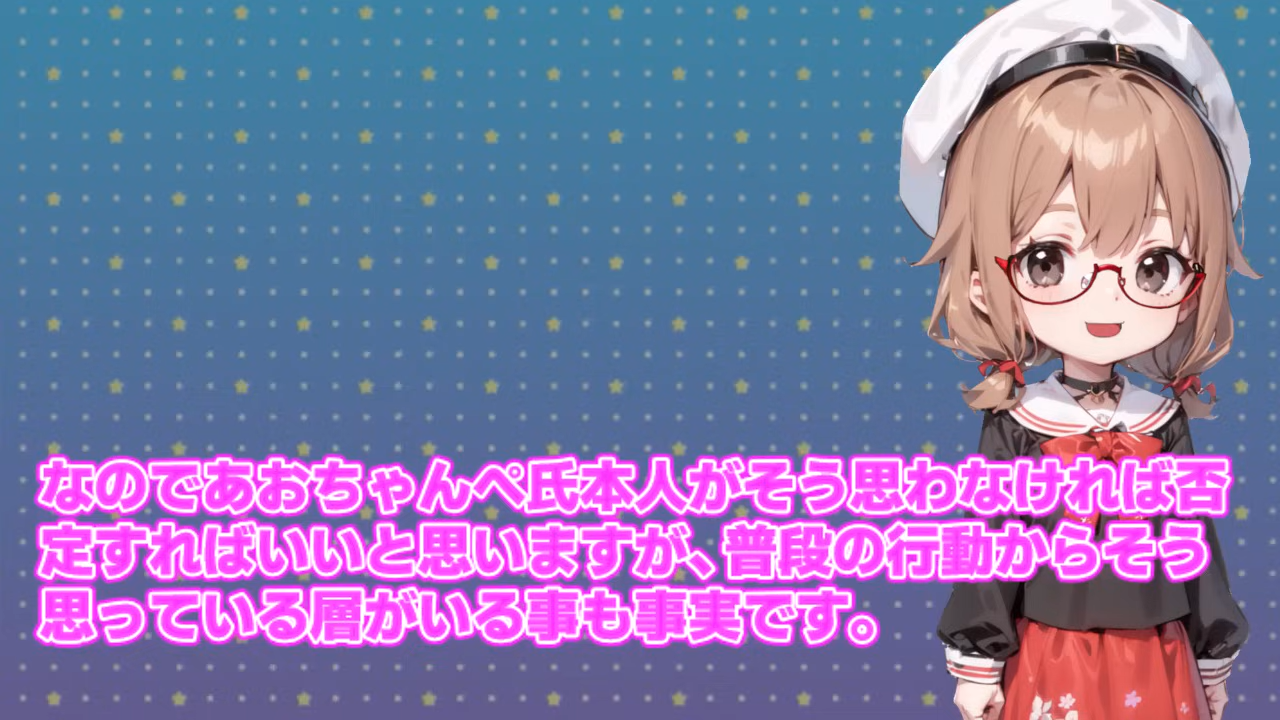 なのであおちゃんぺ氏本人がそう思わなければ否
定すればいいと思いますが、普段の行動からそう
思っている層がいる事も事実です。